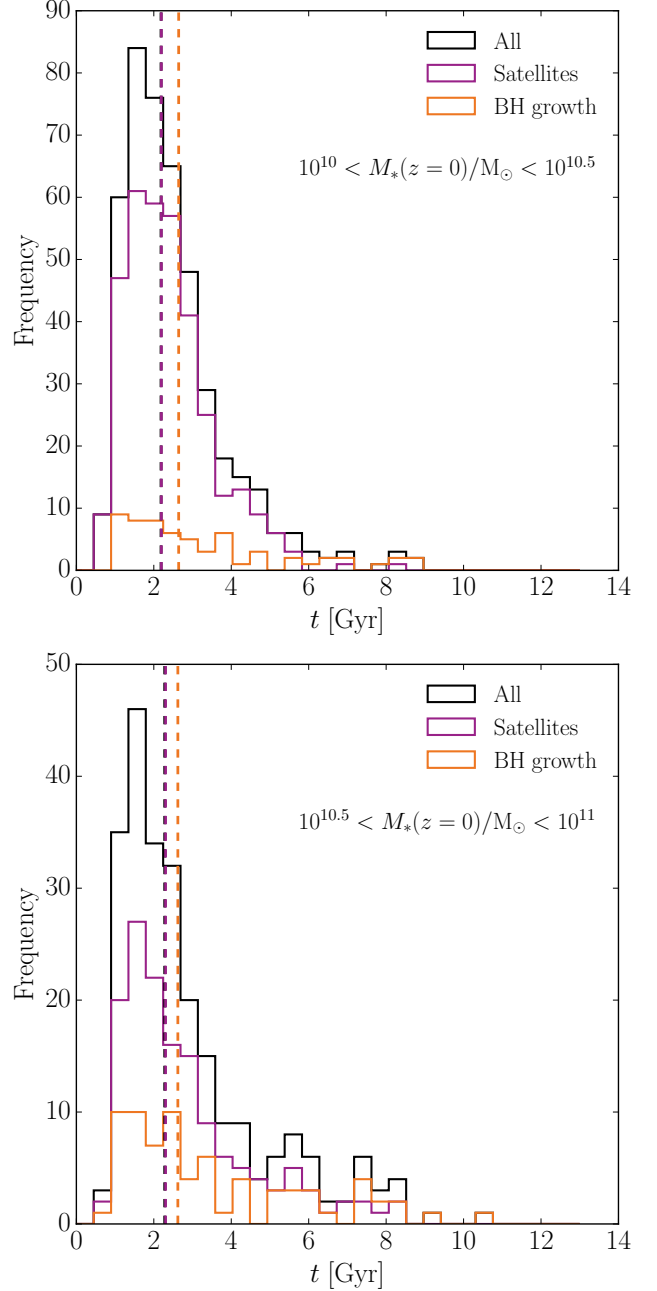 90
80
70
60
50
40
30
20
10
0
Frequency
All
Satellites
BH growth
10^{10} < M_*(z = 0)/M_⊙ < 10^{10.5}
0 2 4 6 8 10 12 14
t [Gyr]
50
40
30
20
10
0
Frequency
All
Satellites
BH growth
10^{10.5} < M_*(z = 0)/M_⊙ < 10^{11}
0 2 4 6 8 10 12 14
t [Gyr]